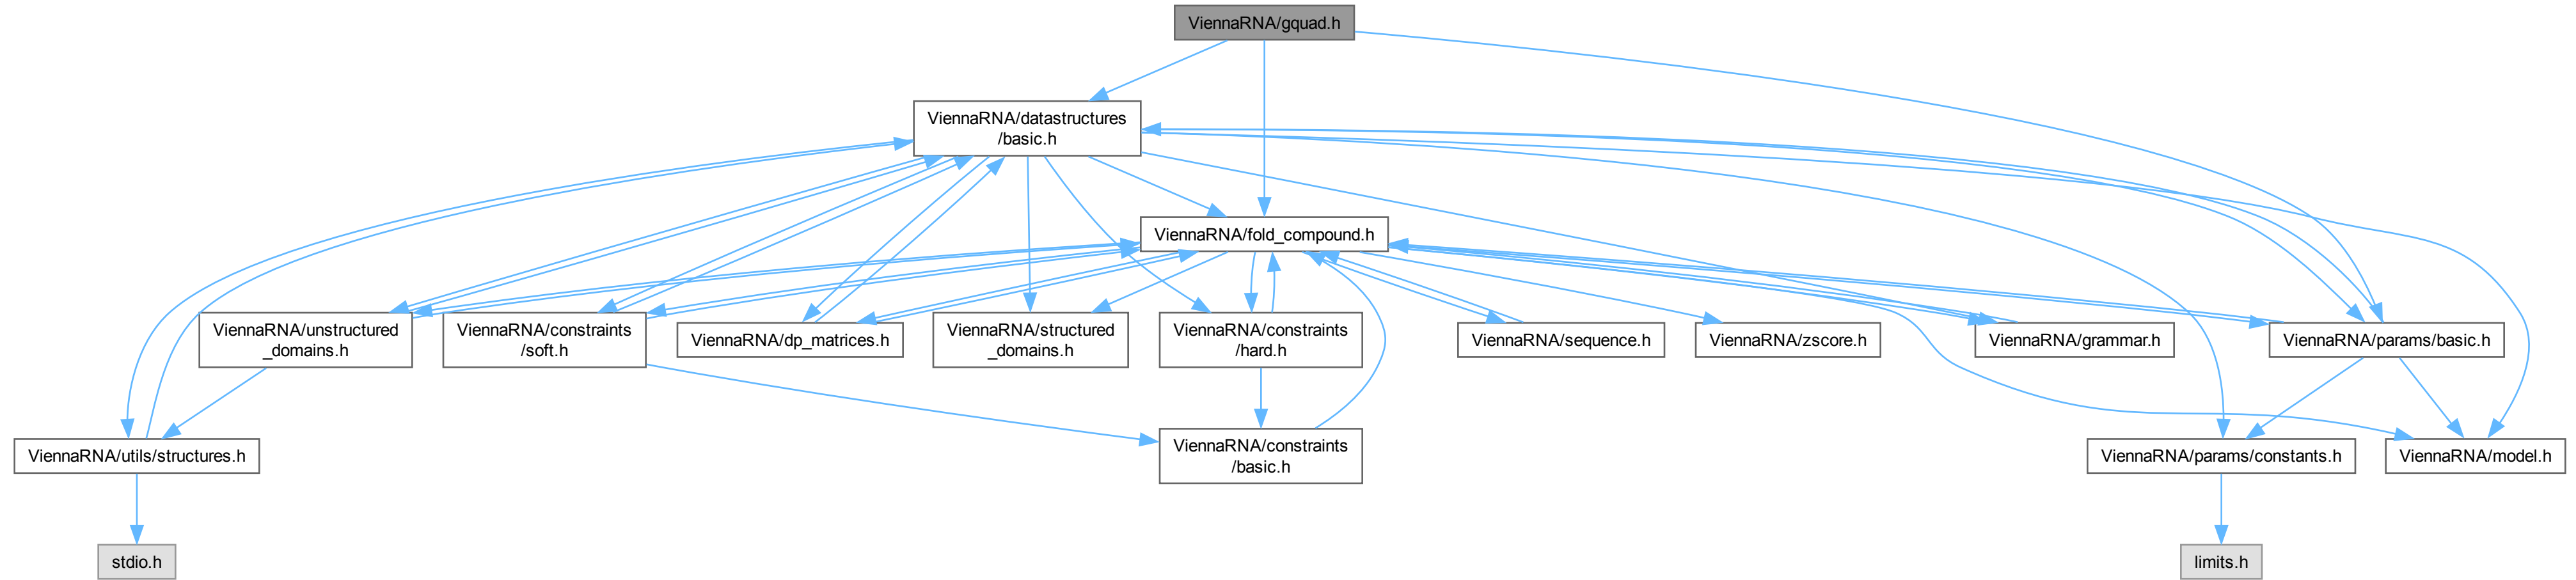 ViennaRNA/gquad.h
ViennaRNA/datastructures
/basic.h
ViennaRNA/fold_compound.h
ViennaRNA/unstructured
_domains.h
ViennaRNA/constraints
/soft.h
ViennaRNA/dp_matrices.h
ViennaRNA/structured
_domains.h
ViennaRNA/constraints
/hard.h
ViennaRNA/sequence.h
ViennaRNA/zscore.h
ViennaRNA/grammar.h
ViennaRNA/params/basic.h
ViennaRNA/utils/structures.h
ViennaRNA/constraints
/basic.h
ViennaRNA/params/constants.h
ViennaRNA/model.h
stdio.h
limits.h